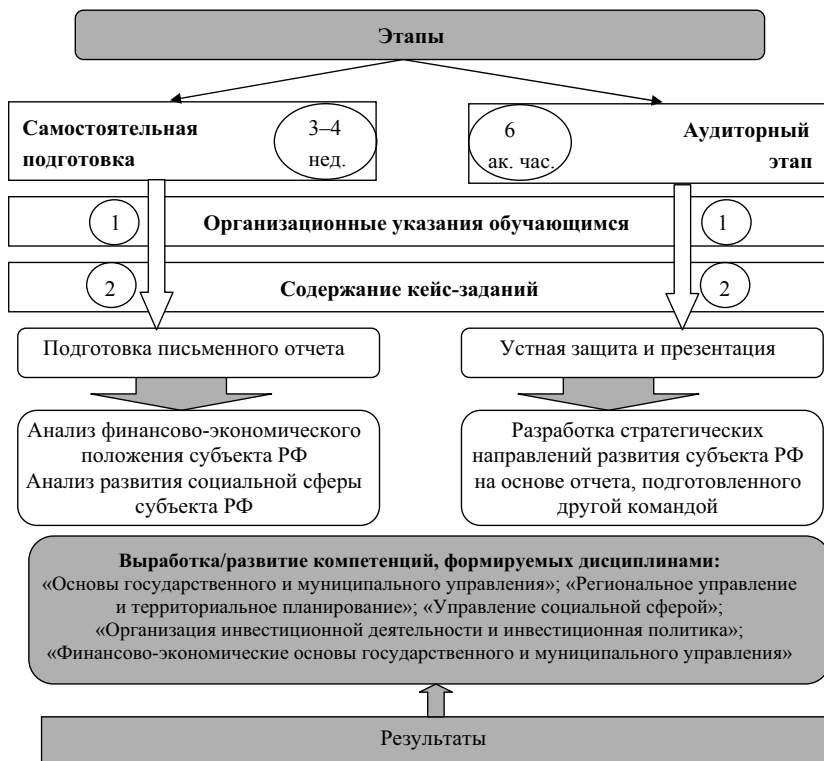 Этапы
Самостоятельная
подготовка
3–4
нед.
6
ак. час.
Аудиторный
этап
1
Организационные указания обучающимся
1
2
Содержание кейс-заданий
2
Подготовка письменного отчета
Устная защита и презентация
Анализ финансово-экономического
положения субъекта РФ
Анализ развития социальной сферы
субъекта РФ
Разработка стратегических
направлений развития субъекта РФ
на основе отчета, подготовленного
другой командой
Выработка/развитие компетенций, формируемых дисциплинами:
«Основы государственного и муниципального управления»; «Региональное управление
и территориальное планирование»; «Управление социальной сферой»;
«Организация инвестиционной деятельности и инвестиционная политика»;
«Финансово-экономические основы государственного и муниципального управления»
Результаты